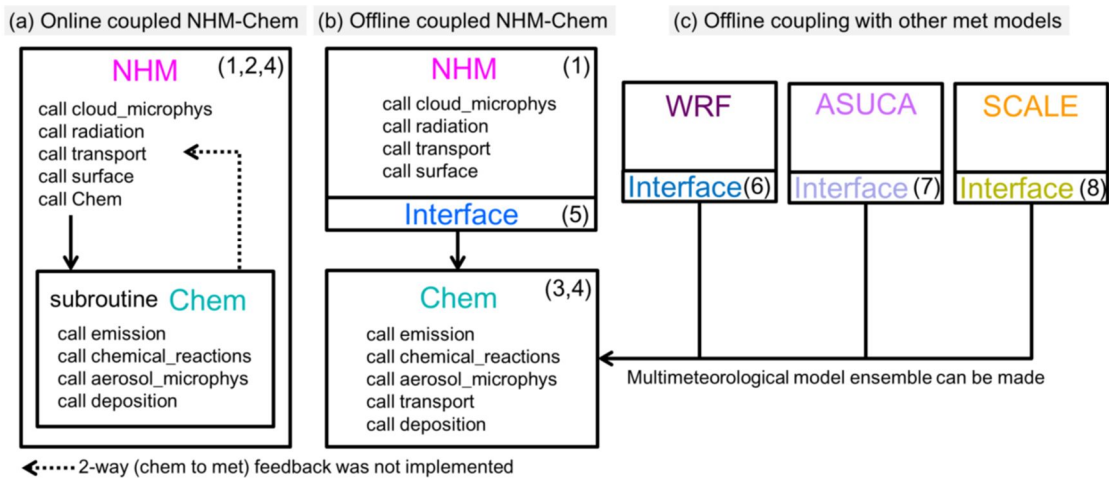 (a) Online coupled NHM-Chem
NHM (1,2,4)
call cloud_microphys
call radiation
call transport
call surface
call Chem
subroutine Chem
call emission
call chemical_reactions
call aerosol_microphys
call deposition
(b) Offline coupled NHM-Chem
NHM (1)
call cloud_microphys
call radiation
call transport
call surface
Interface (5)
Chem (3,4)
call emission
call chemical_reactions
call aerosol_microphys
call transport
call deposition
(c) Offline coupling with other met models
WRF
Interface (6)
ASUCA
Interface (7)
SCALE
Interface (8)
Multimeteorological model ensemble can be made
2-way (chem to met) feedback was not implemented